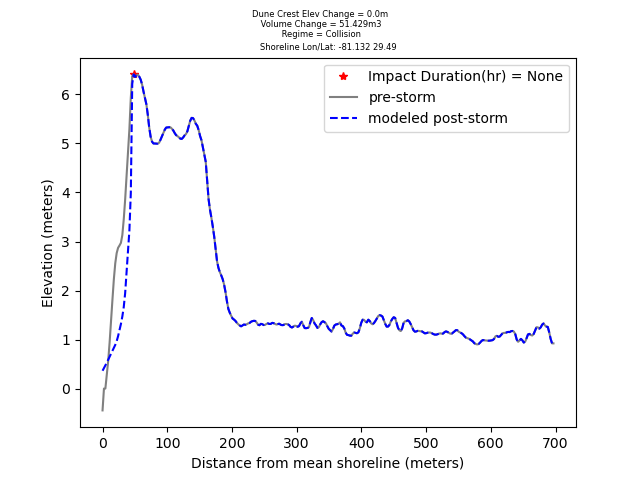 Dune Crest Elev Change = 0.0m
Volume Change = 51.429m3
Regime = Collision
Shoreline Lon/Lat: -81.132 29.49
Impact Duration(hr) = None
pre-storm
modeled post-storm
Elevation (meters)
6
5
4
3
2
1
0
0 100 200 300 400 500 600 700
Distance from mean shoreline (meters)